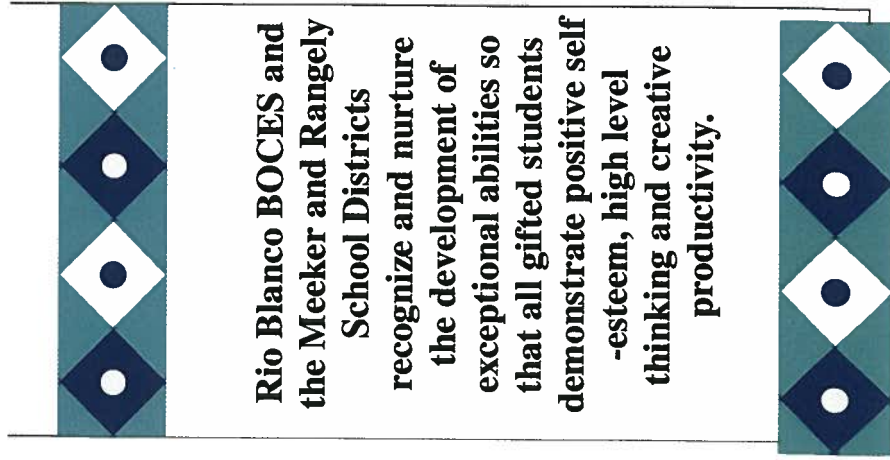 Rio Blanco BOCES and
the Meeker and Rangely
School Districts
recognize and nurture
the development of
exceptional abilities so
that all gifted students
demonstrate positive self
-esteem, high level
thinking and creative
productivity.